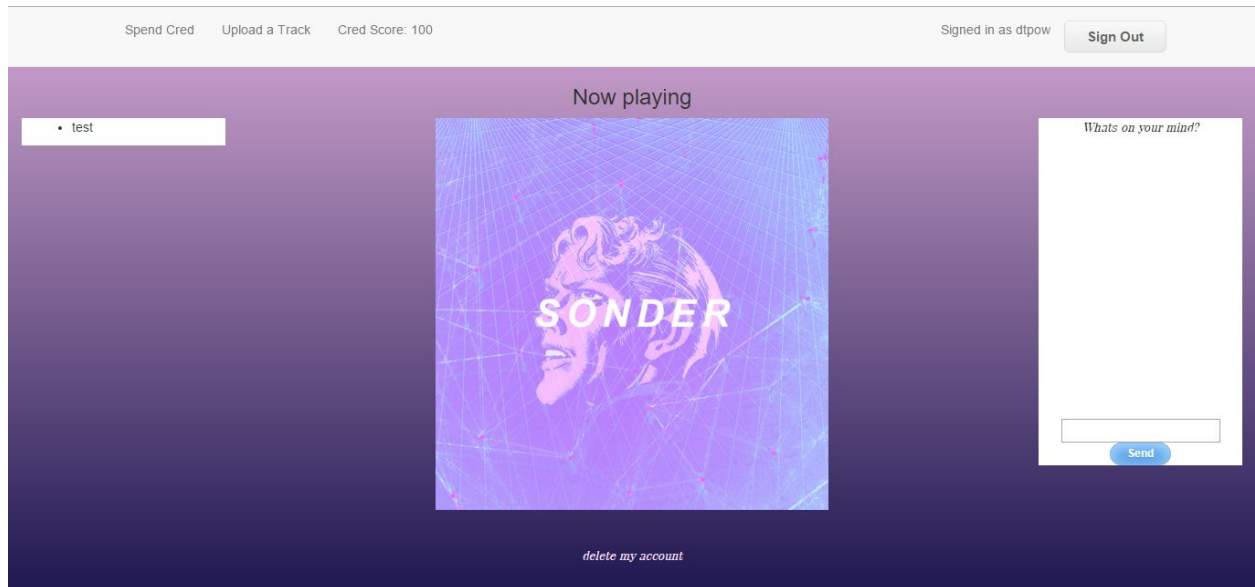 Spend Cred Upload a Track Cred Score: 100 Signed in as dtpow Sign Out
Now playing
• test
SONDER
Whats on your mind?
Send
delete my account